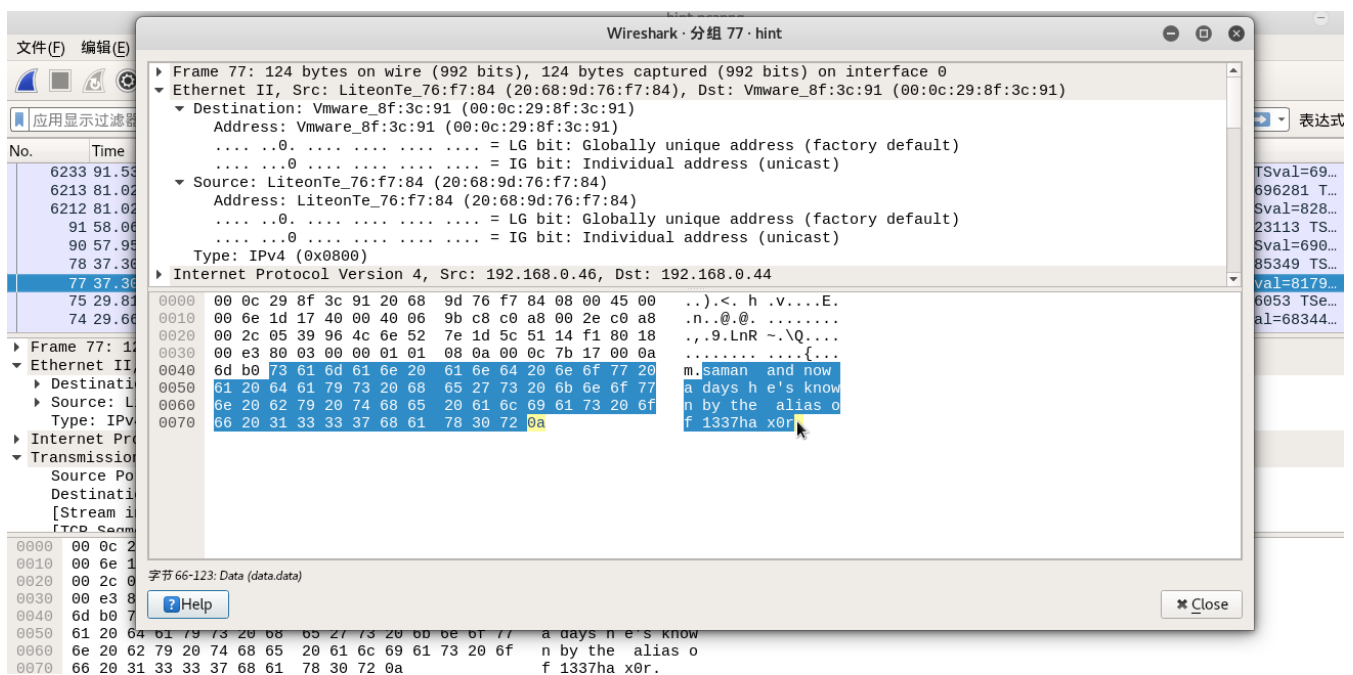 Wireshark · 分组 77 · hint
文件(F) 编辑(E)
应用显示过滤器
表达式
No. Time
6233 91.53
6213 81.02
6212 81.02
91 58.06
90 57.95
78 37.30
77 37.30
75 29.81
74 29.66
TSval=69…
696281 T…
Sval=828…
23113 TS…
Sval=690…
85349 TS…
val=8179…
6053 TSe…
al=68344…
Frame 77: 124 bytes on wire (992 bits), 124 bytes captured (992 bits) on interface 0
Ethernet II, Src: LiteonTe_76:f7:84 (20:68:9d:76:f7:84), Dst: Vmware_8f:3c:91 (00:0c:29:8f:3c:91)
Destination: Vmware_8f:3c:91 (00:0c:29:8f:3c:91)
Address: Vmware_8f:3c:91 (00:0c:29:8f:3c:91)
.... ..0. .... .... .... .... = LG bit: Globally unique address (factory default)
.... ...0 .... .... .... .... = IG bit: Individual address (unicast)
Source: LiteonTe_76:f7:84 (20:68:9d:76:f7:84)
Address: LiteonTe_76:f7:84 (20:68:9d:76:f7:84)
.... ..0. .... .... .... .... = LG bit: Globally unique address (factory default)
.... ...0 .... .... .... .... = IG bit: Individual address (unicast)
Type: IPv4 (0x0800)
Internet Protocol Version 4, Src: 192.168.0.46, Dst: 192.168.0.44
0000 00 0c 29 8f 3c 91 20 68 9d 76 f7 84 08 00 45 00 ..).<. h .v....E.
0010 00 6e 1d 17 40 00 40 06 9b c8 c0 a8 00 2e c0 a8 .n..@.@. ........
0020 00 2c 05 39 96 4c 6e 52 7e 1d 5c 51 14 f1 80 18 .,.9.LnR ~.\Q....
0030 00 e3 80 03 00 00 01 01 08 0a 00 0c 7b 17 00 0a ........ ....{...
0040 6d b0 73 61 6d 61 6e 20 61 6e 64 20 6e 6f 77 20 m.saman and now
0050 61 20 64 61 79 73 20 68 65 27 73 20 6b 6e 6f 77 a days h e's know
0060 6e 20 62 79 20 74 68 65 20 61 6c 69 61 73 20 6f n by the alias o
0070 66 20 31 33 33 37 68 61 78 30 72 0a f 1337ha x0r.
字节 66-123: Data (data.data)
Help
Close
Frame 77: 12
Ethernet II,
Destinati
Source: L
Type: IPv
Internet Pro
Transmission
Source Po
Destinati
[Stream i
[TCP Segm
0000 00 0c 2
0010 00 6e 1
0020 00 2c 0
0030 00 e3 8
0040 6d b0 7
0050 61 20 64 61 79 73 20 68 65 27 73 20 6b 6e 6f 77 a days h e's know
0060 6e 20 62 79 20 74 68 65 20 61 6c 69 61 73 20 6f n by the alias o
0070 66 20 31 33 33 37 68 61 78 30 72 0a f 1337ha x0r.